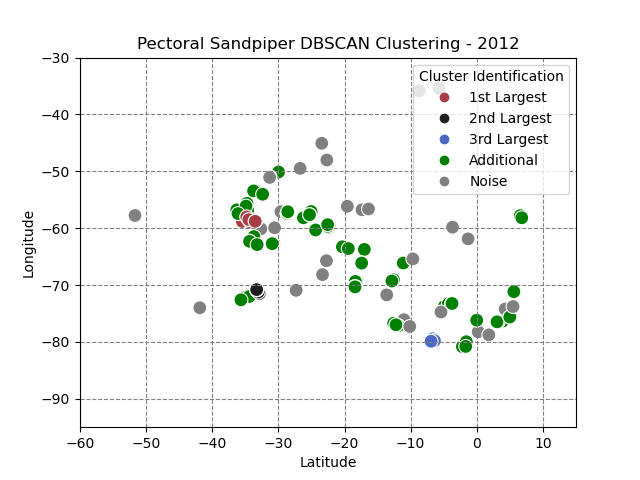 Pectoral Sandpiper DBSCAN Clustering - 2012
−30
−40
−50
−60
−70
−80
−90
Longitude
Cluster Identification
1st Largest
2nd Largest
3rd Largest
Additional
Noise
−60 −50 −40 −30 −20 −10 0 10
Latitude